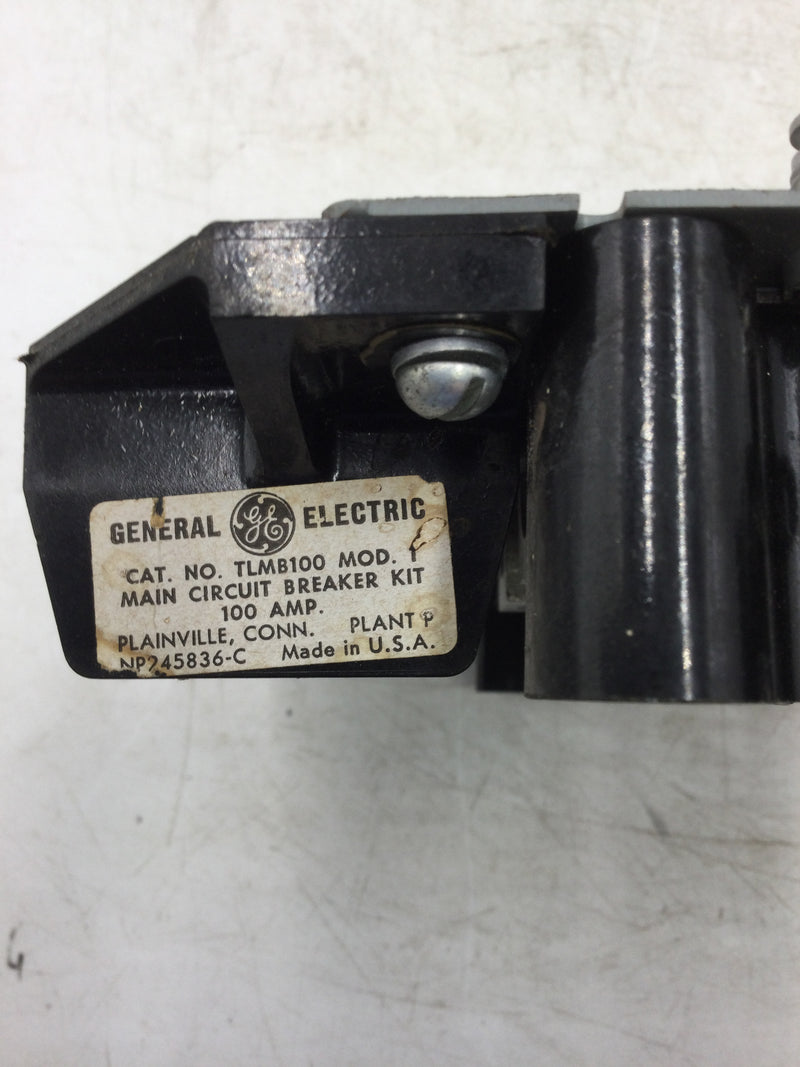 GENERAL GE ELECTRIC
CAT. NO. TLMB100 MOD. 1
MAIN CIRCUIT BREAKER KIT
100 AMP.
PLAINVILLE, CONN. PLANT P
NP245836-C Made in U.S.A.